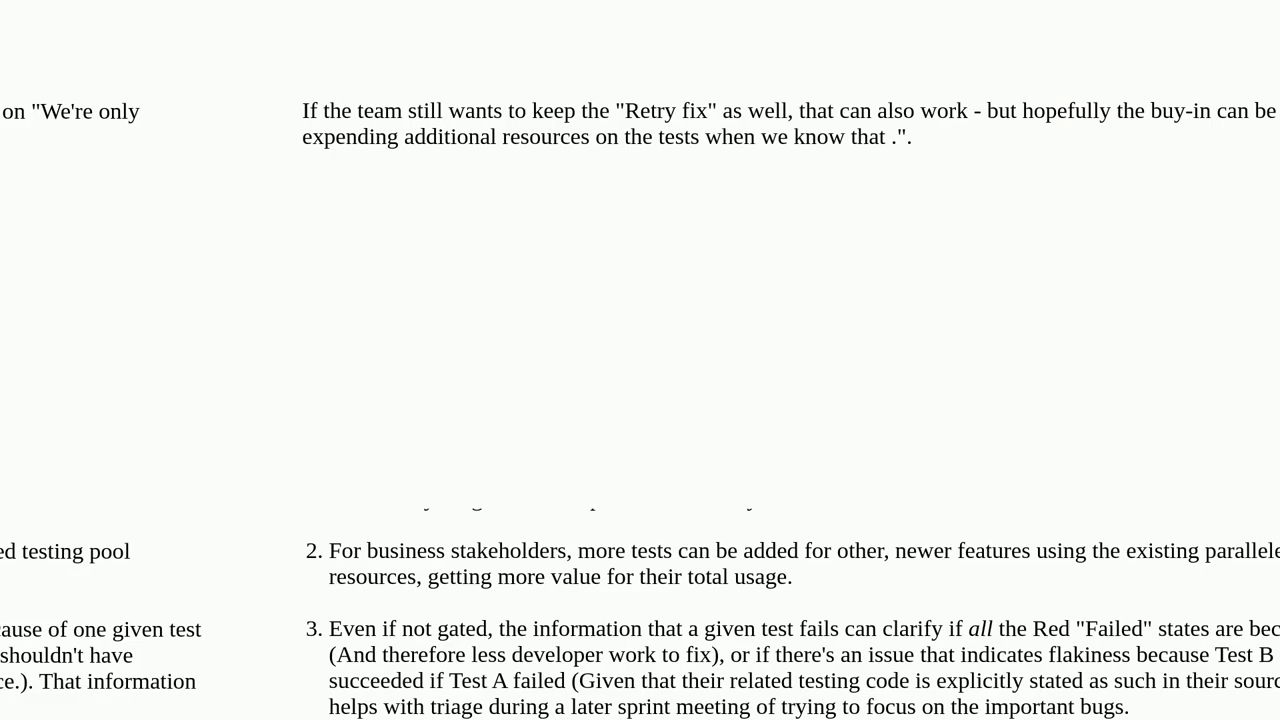 on "We're only
If the team still wants to keep the "Retry fix" as well, that can also work - but hopefully the buy-in can be
expending additional resources on the tests when we know that .".
ed testing pool
2. For business stakeholders, more tests can be added for other, newer features using the existing parallele
resources, getting more value for their total usage.
cause of one given test
3. Even if not gated, the information that a given test fails can clarify if all the Red "Failed" states are bec
shouldn't have
(And therefore less developer work to fix), or if there's an issue that indicates flakiness because Test B
ce.). That information
succeeded if Test A failed (Given that their related testing code is explicitly stated as such in their sourc
helps with triage during a later sprint meeting of trying to focus on the important bugs.